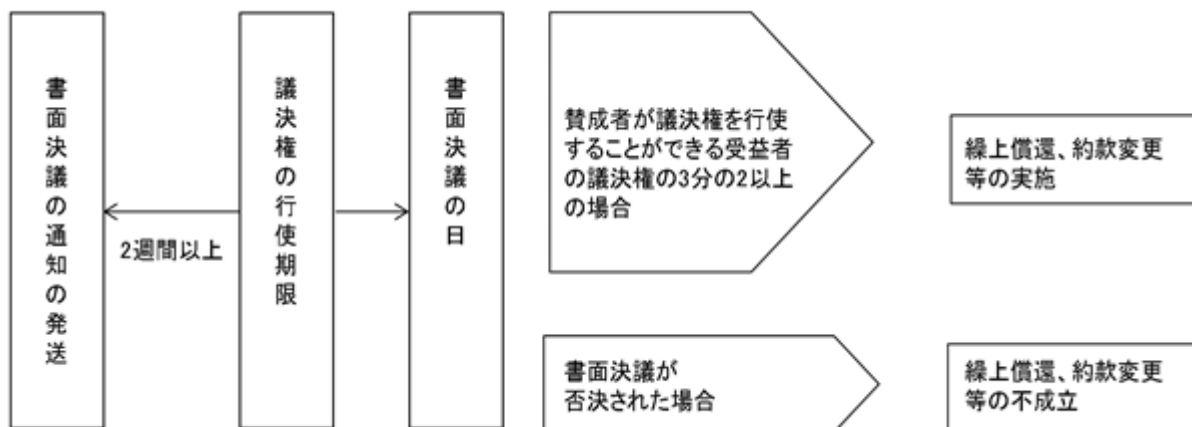 書面決議の通知の発送
2週間以上
議決権の行使期限
書面決議の日
賛成者が議決権を行使
することができる受益者
の議決権の3分の2以上
の場合
繰上償還、約款変更
等の実施
書面決議が
否決された場合
繰上償還、約款変更
等の不成立